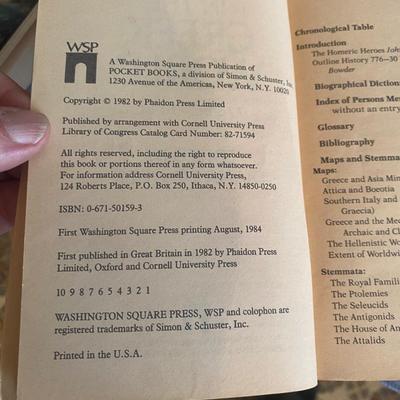 WSP
A Washington Square Press Publication of
POCKET BOOKS, a division of Simon & Schuster, In
1230 Avenue of the Americas, New York, N.Y. 10020
Copyright © 1982 by Phaidon Press Limited
Published by arrangement with Cornell University Press
Library of Congress Catalog Card Number: 82-71594
All rights reserved, including the right to reproduce
this book or portions thereof in any form whatsoever.
For information address Cornell University Press,
124 Roberts Place, P.O. Box 250, Ithaca, N.Y. 14850-0250
ISBN: 0-671-50159-3
First Washington Square Press printing August, 1984
First published in Great Britain in 1982 by Phaidon Press
Limited, Oxford and Cornell University Press
10 9 8 7 6 5 4 3 2 1
WASHINGTON SQUARE PRESS, WSP and colophon are
registered trademarks of Simon & Schuster, Inc.
Printed in the U.S.A.
Chronological Table
Introduction
The Homeric Heroes Joh
Outline History 776–30
Bowder
Biographical Diction
Index of Persons Me
without an entry
Glossary
Bibliography
Maps and Stemma
Maps:
Greece and Asia Min
Attica and Boeotia
Southern Italy and
Graecia)
Greece and the Me
Archaic and Cl
The Hellenistic Wo
Extent of Worldwi
Stemmata:
The Royal Famili
The Ptolemies
The Seleucids
The Antigonids
The House of An
The Attalids